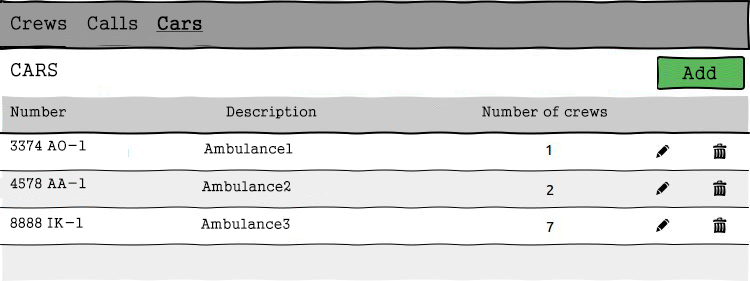 Crews Calls Cars
CARS Add
Number Description Number of crews
3374 AO-1 Ambulance1 1
4578 AA-1 Ambulance2 2
8888 IK-1 Ambulance3 7